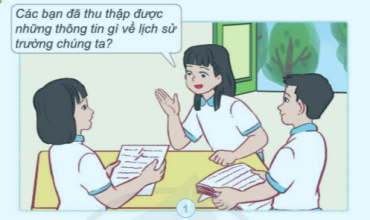 Các bạn đã thu thập được
những thông tin gì về lịch sử
trường chúng ta?
1